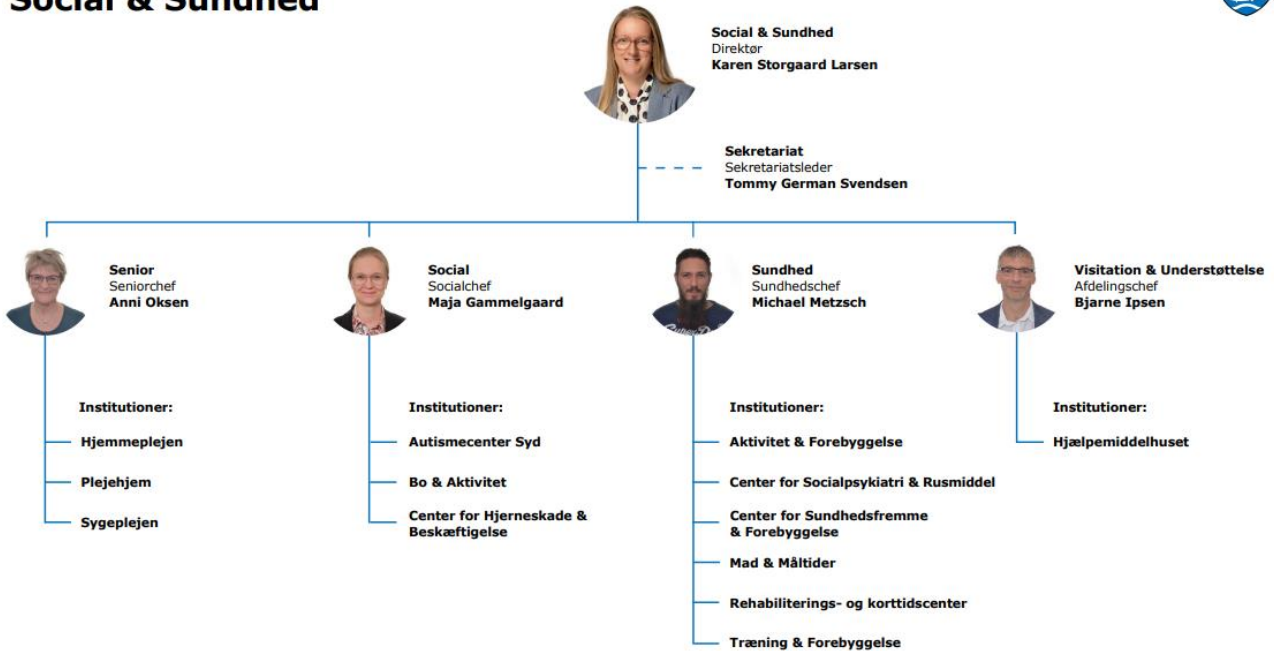 Social & Sundhed
Social & Sundhed
Direktør
Karen Storgaard Larsen
Sekretariat
Sekretariatsleder
Tommy German Svendsen
Senior
Seniorchef
Anni Oksen
Social
Socialchef
Maja Gammelgaard
Sundhed
Sundhedschef
Michael Metzsch
Visitation & Understøttelse
Afdelingschef
Bjarne Ipsen
Institutioner:
Hjemmeplejen
Plejehjem
Sygeplejen
Institutioner:
Autismecenter Syd
Bo & Aktivitet
Center for Hjerneskade &
Beskæftigelse
Institutioner:
Aktivitet & Forebyggelse
Center for Socialpsykiatri & Rusmiddel
Center for Sundhedsfremme
& Forebyggelse
Mad & Måltider
Rehabiliterings- og korttidscenter
Træning & Forebyggelse
Institutioner:
Hjælpemiddelhuset